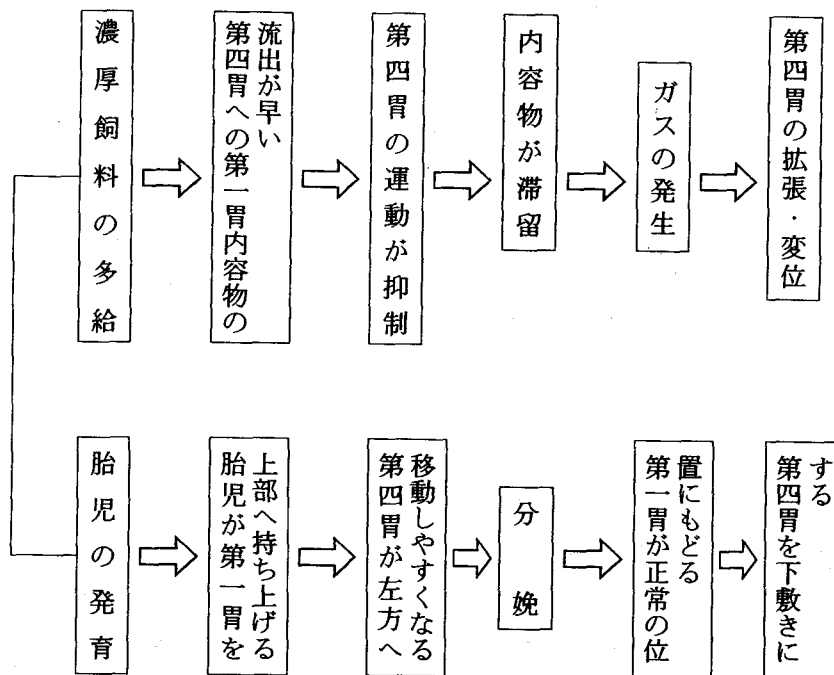 濃厚飼料の多給
第四胃への第一胃内容物の
流出が早い
第四胃の運動が抑制
内容物が滞留
ガスの発生
第四胃の拡張・変位
胎児の発育
胎児が第一胃を
上部へ持ち上げる
第四胃が左方へ
移動しやすくなる
分娩
第一胃が正常の位
置にもどる
第四胃を下敷きに
する